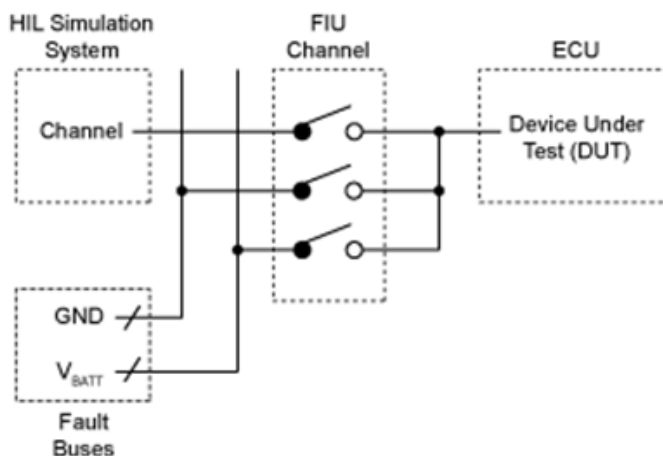 HIL Simulation
System
FIU
Channel
ECU
Channel
Device Under
Test (DUT)
GND
VBATT
Fault
Buses